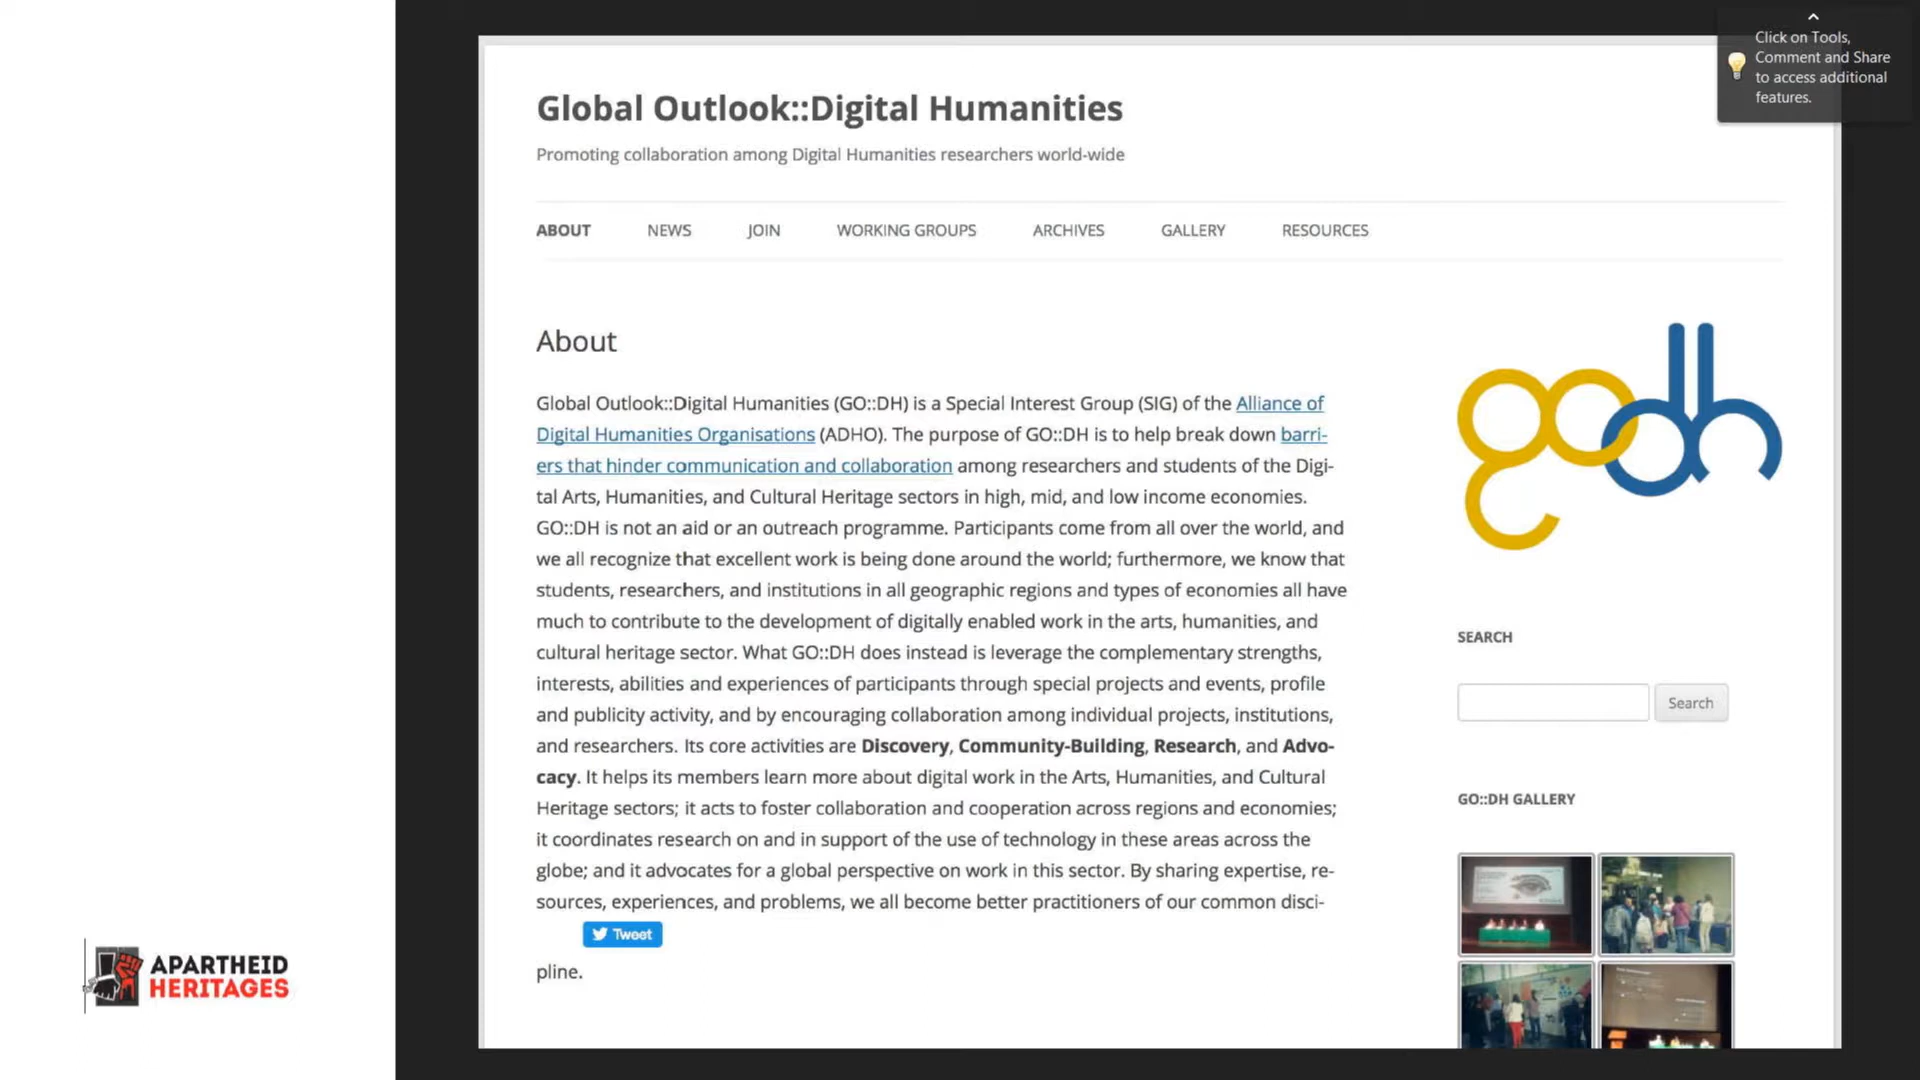 Click on Tools,
Comment and Share
to access additional
features.
Global Outlook::Digital Humanities
Promoting collaboration among Digital Humanities researchers world-wide
ABOUT NEWS JOIN WORKING GROUPS ARCHIVES GALLERY RESOURCES
About
Global Outlook::Digital Humanities (GO::DH) is a Special Interest Group (SIG) of the Alliance of
Digital Humanities Organisations (ADHO). The purpose of GO::DH is to help break down barri-
ers that hinder communication and collaboration among researchers and students of the Digi-
tal Arts, Humanities, and Cultural Heritage sectors in high, mid, and low income economies.
GO::DH is not an aid or an outreach programme. Participants come from all over the world, and
we all recognize that excellent work is being done around the world; furthermore, we know that
students, researchers, and institutions in all geographic regions and types of economies all have
much to contribute to the development of digitally enabled work in the arts, humanities, and
cultural heritage sector. What GO::DH does instead is leverage the complementary strengths,
interests, abilities and experiences of participants through special projects and events, profile
and publicity activity, and by encouraging collaboration among individual projects, institutions,
and researchers. Its core activities are Discovery, Community-Building, Research, and Advo-
cacy. It helps its members learn more about digital work in the Arts, Humanities, and Cultural
Heritage sectors; it acts to foster collaboration and cooperation across regions and economies;
it coordinates research on and in support of the use of technology in these areas across the
globe; and it advocates for a global perspective on work in this sector. By sharing expertise, re-
sources, experiences, and problems, we all become better practitioners of our common disci-
Tweet
pline.
godh
SEARCH
Search
GO::DH GALLERY
APARTHEID
HERITAGES